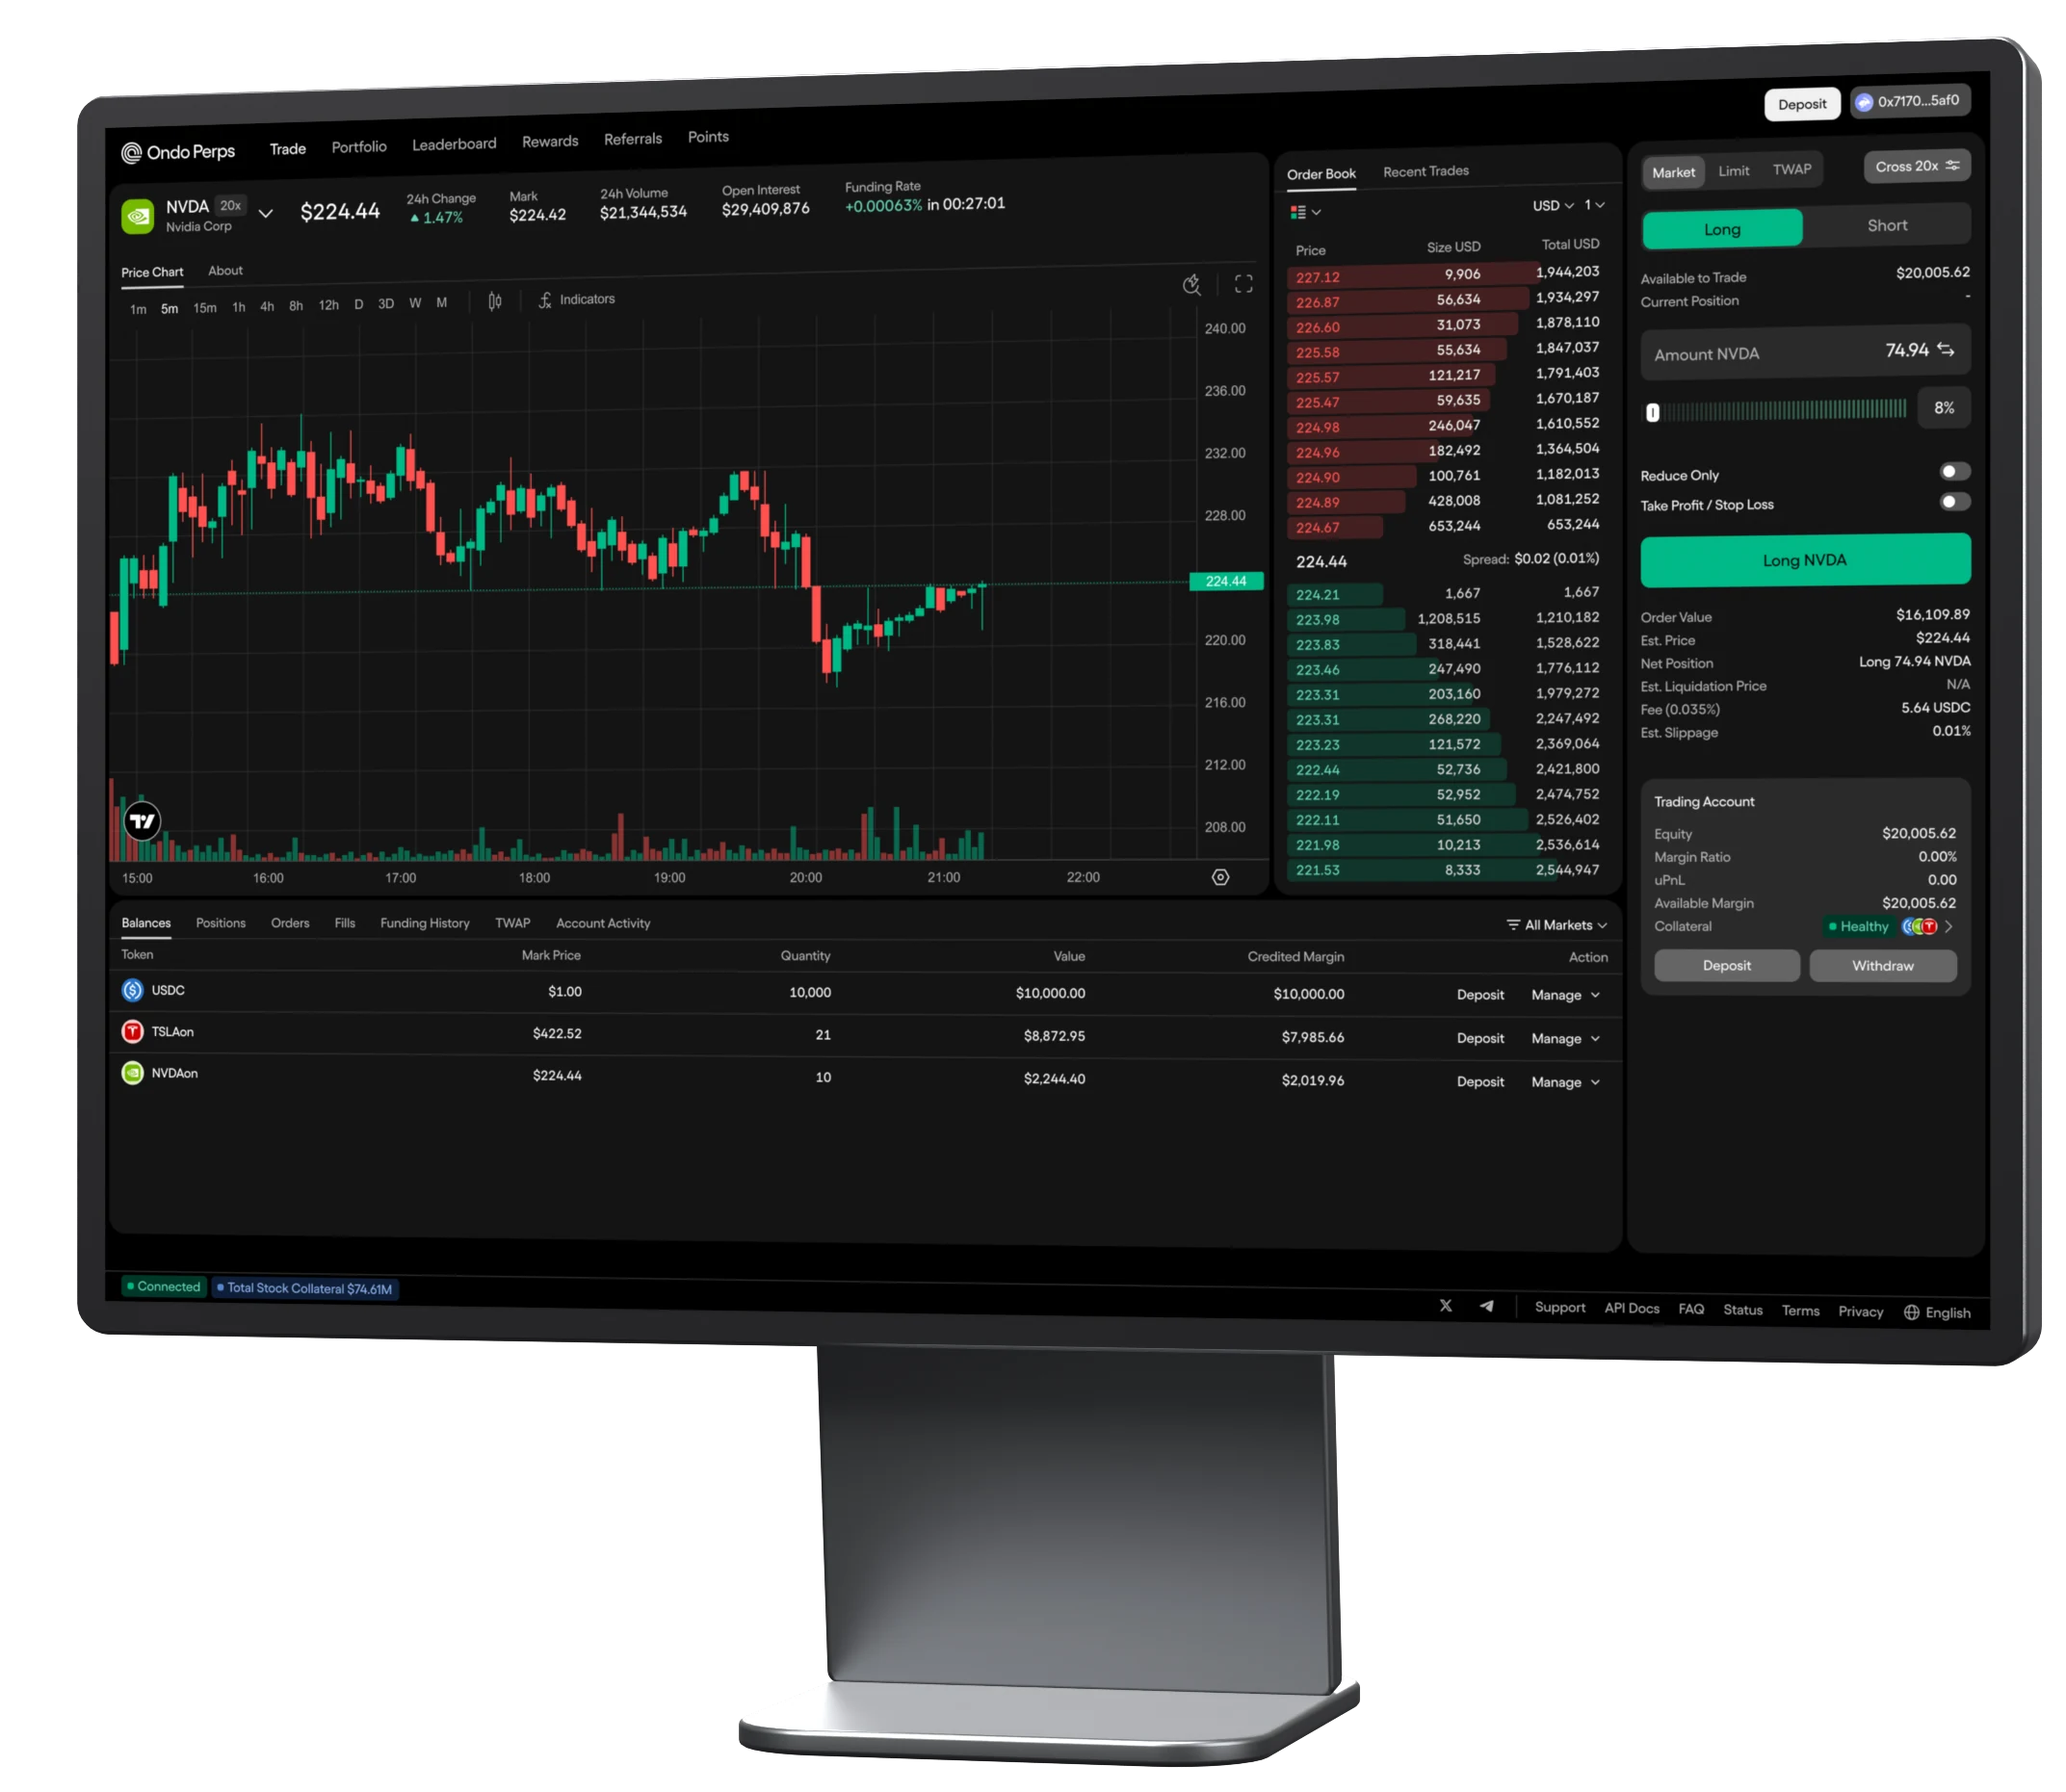 Deposit 0x7170...5af0
Ondo Perps Trade Portfolio Leaderboard Rewards Referrals Points
NVDA 20x
Nvidia Corp
$224.44
24h Change
1.47%
Mark
$224.42
24h Volume
$21,344,534
Open Interest
$29,409,876
Funding Rate
+0.00063% in 00:27:01
Price Chart About
1m 5m 15m 1h 4h 8h 12h D 3D W M Indicators
240.00
236.00
232.00
228.00
224.44
220.00
216.00
212.00
208.00
15:00 16:00 17:00 18:00 19:00 20:00 21:00 22:00
Order Book Recent Trades
USD 1
Price Size USD Total USD
227.12 9,906 1,944,203
226.87 56,634 1,934,297
226.60 31,073 1,878,110
225.58 55,634 1,847,037
225.57 121,217 1,791,403
225.47 59,635 1,670,187
224.98 246,047 1,610,552
224.96 182,492 1,364,504
224.90 100,761 1,182,013
224.89 428,008 1,081,252
224.67 653,244 653,244
224.44 Spread: $0.02 (0.01%)
224.21 1,667 1,667
223.98 1,208,515 1,210,182
223.83 318,441 1,528,622
223.46 247,490 1,776,112
223.31 203,160 1,979,272
223.31 268,220 2,247,492
223.23 121,572 2,369,064
222.44 52,736 2,421,800
222.19 52,952 2,474,752
222.11 51,650 2,526,402
221.98 10,213 2,536,614
221.53 8,333 2,544,947
Market Limit TWAP Cross 20x
Long Short
Available to Trade $20,005.62
Current Position -
Amount NVDA 74.94
8%
Reduce Only
Take Profit / Stop Loss
Long NVDA
Order Value $16,109.89
Est. Price $224.44
Net Position Long 74.94 NVDA
Est. Liquidation Price N/A
Fee (0.035%) 5.64 USDC
Est. Slippage 0.01%
Trading Account
Equity $20,005.62
Margin Ratio 0.00%
uPnL 0.00
Available Margin $20,005.62
Collateral Healthy
Deposit Withdraw
Balances Positions Orders Fills Funding History TWAP Account Activity All Markets
Token Mark Price Quantity Value Credited Margin Action
USDC $1.00 10,000 $10,000.00 $10,000.00 Deposit Manage
TSLAon $422.52 21 $8,872.95 $7,985.66 Deposit Manage
NVDAon $224.44 10 $2,244.40 $2,019.96 Deposit Manage
Connected Total Stock Collateral $74.61M
Support API Docs FAQ Status Terms Privacy English